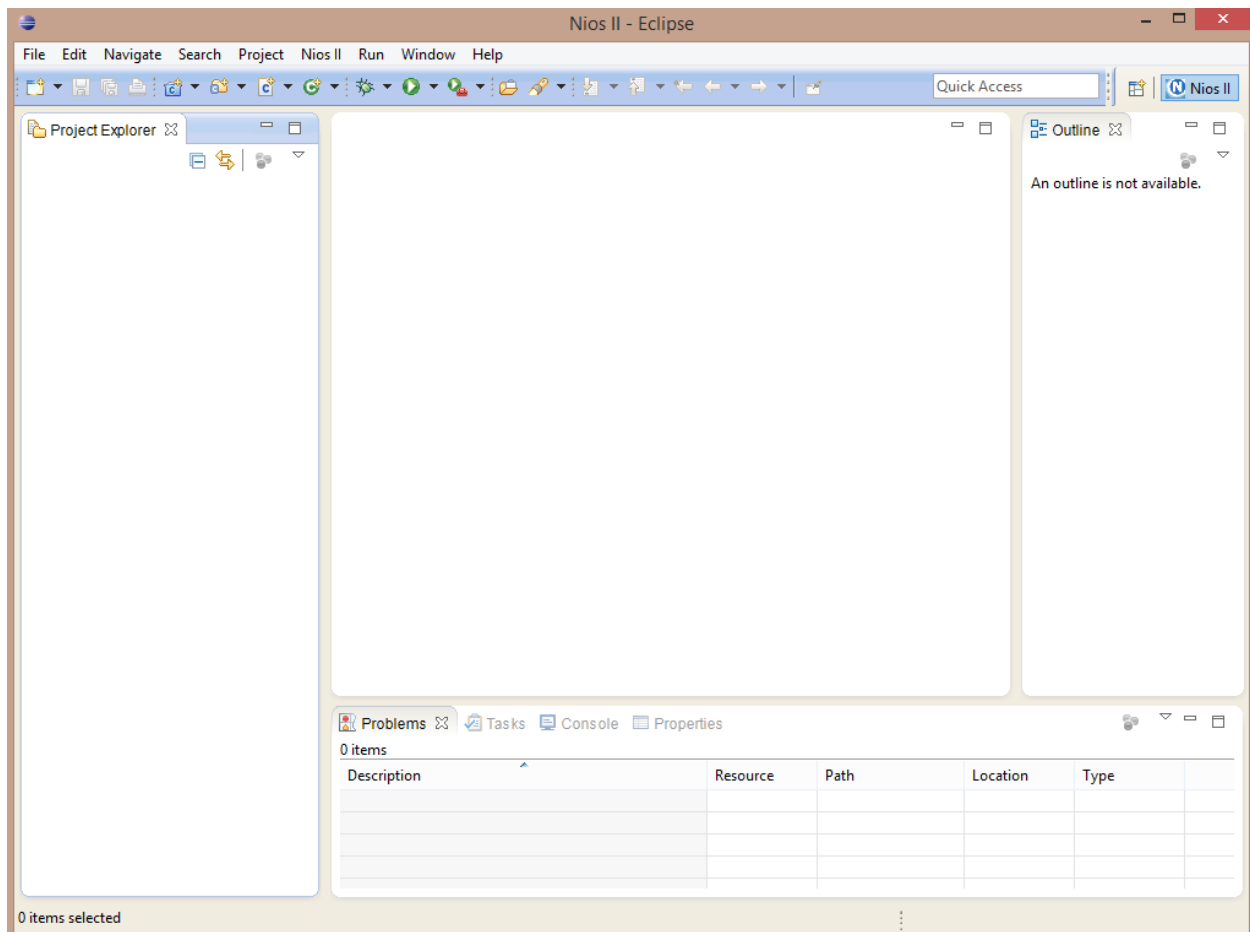 Nios II - Eclipse
File Edit Navigate Search Project Nios II Run Window Help
Quick Access
Nios II
Project Explorer
Outline
An outline is not available.
Problems Tasks Console Properties
0 items
Description Resource Path Location Type
0 items selected